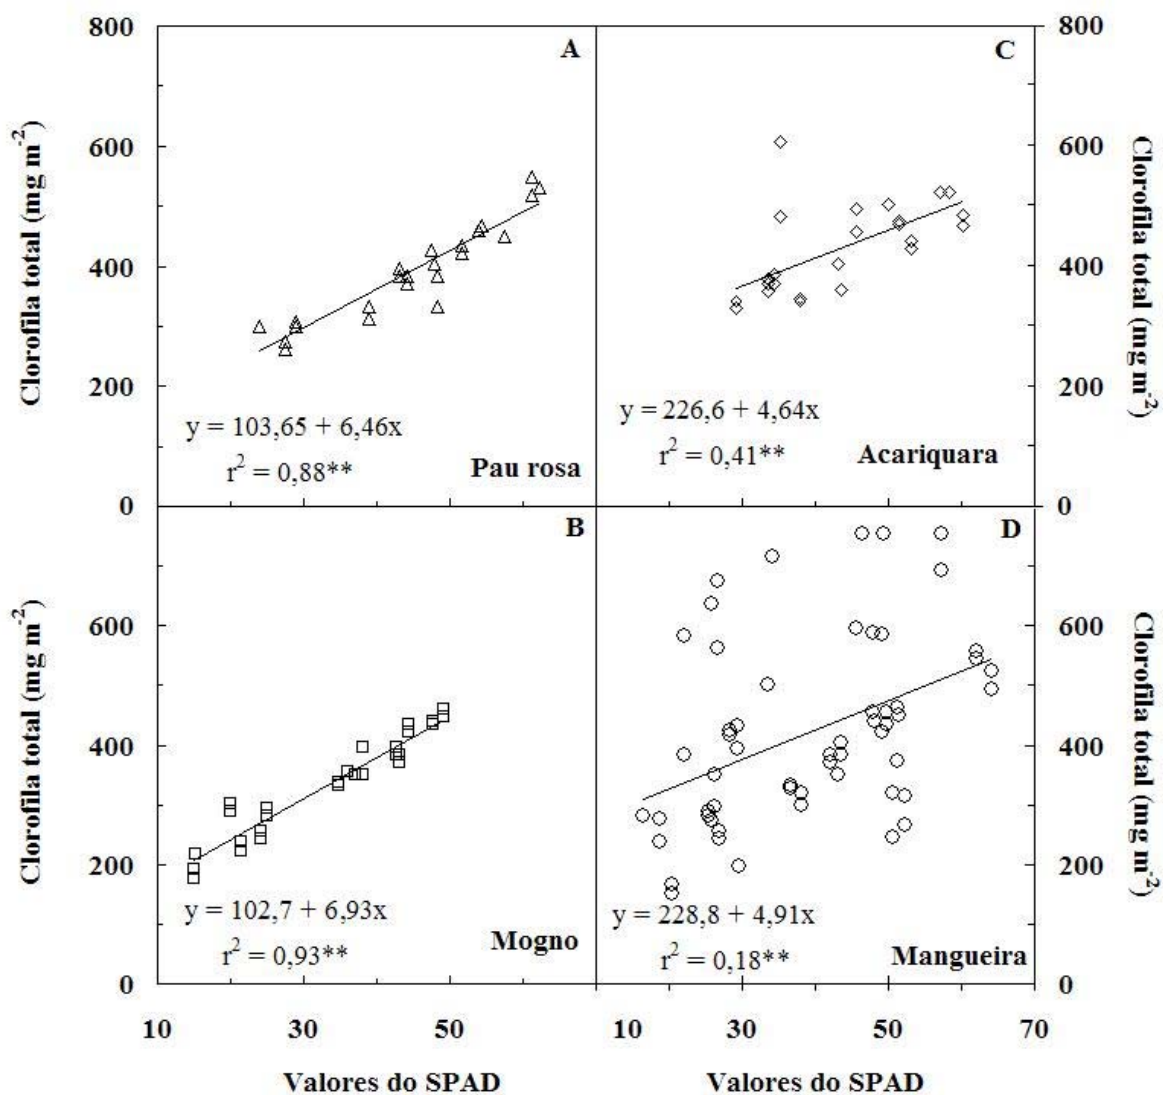 800
600
400
200
0
Clorofila total (mg m⁻²)
A
y = 103,65 + 6,46x
r² = 0,88**
Pau rosa
C
y = 226,6 + 4,64x
r² = 0,41**
Acariquara
800
600
400
200
0
Clorofila total (mg m⁻²)
600
400
200
0
Clorofila total (mg m⁻²)
B
y = 102,7 + 6,93x
r² = 0,93**
Mogno
D
y = 228,8 + 4,91x
r² = 0,18**
Mangueira
600
400
200
0
Clorofila total (mg m⁻²)
10 30 50
10 30 50 70
Valores do SPAD
Valores do SPAD